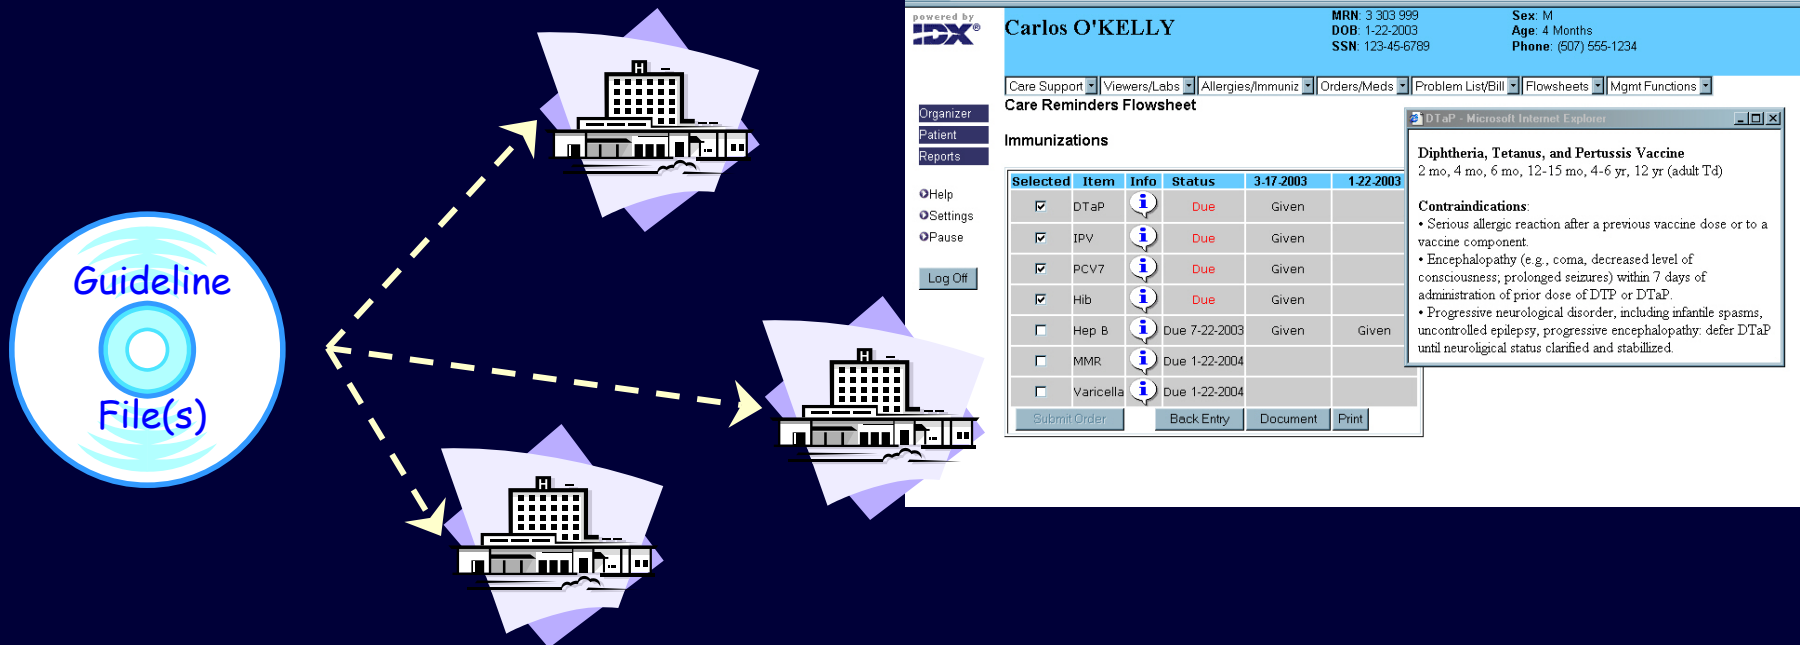 Guideline
File(s)
H
H
H
powered by
IDX®
Carlos O'KELLY
MRN: 3 303 999
DOB: 1-22-2003
SSN: 123-45-6789
Sex: M
Age: 4 Months
Phone: (507) 555-1234
Care Support Viewers/Labs Allergies/Immuniz Orders/Meds Problem List/Bill Flowsheets Mgmt Functions
Organizer
Patient
Reports
Help
Settings
Pause
Log Off
Care Reminders Flowsheet
Immunizations
Selected Item Info Status 3-17-2003 1-22-2003
DTaP i Due Given
IPV i Due Given
PCV7 i Due Given
Hib i Due Given
Hep B i Due 7-22-2003 Given Given
MMR i Due 1-22-2004
Varicella i Due 1-22-2004
Submit Order Back Entry Document Print
DTaP - Microsoft Internet Explorer
Diphtheria, Tetanus, and Pertussis Vaccine
2 mo, 4 mo, 6 mo, 12-15 mo, 4-6 yr, 12 yr (adult Td)
Contraindications:
• Serious allergic reaction after a previous vaccine dose or to a
vaccine component.
• Encephalopathy (e.g., coma, decreased level of
consciousness; prolonged seizures) within 7 days of
administration of prior dose of DTP or DTaP.
• Progressive neurological disorder, including infantile spasms,
uncontrolled epilepsy, progressive encephalopathy: defer DTaP
until neuroligical status clarified and stabillized.